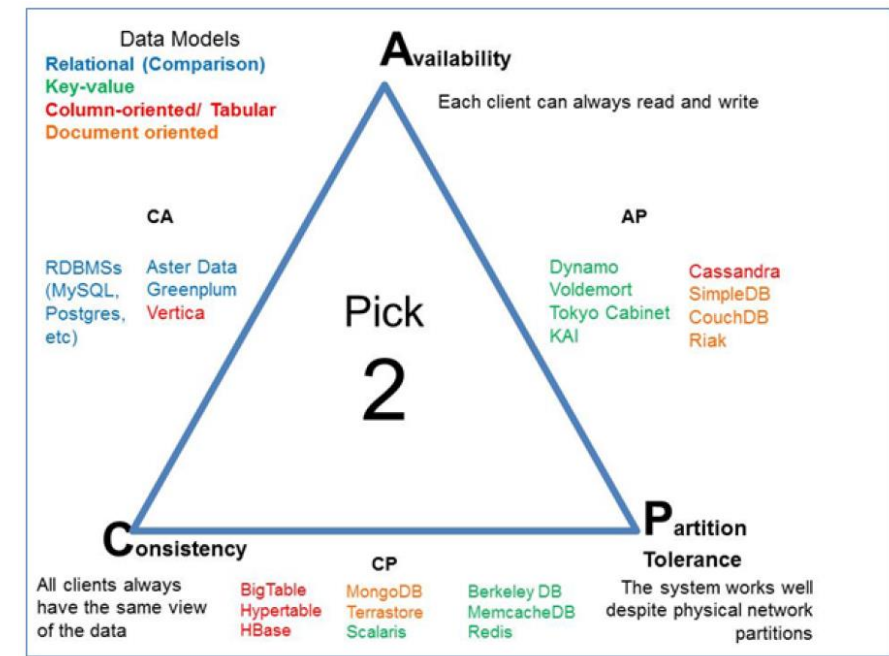 Data Models
Relational (Comparison)
Key-value
Column-oriented/ Tabular
Document oriented
Availability
Each client can always read and write
CA
RDBMSs
(MySQL,
Postgres,
etc)
Aster Data
Greenplum
Vertica
Pick
2
AP
Dynamo
Voldemort
Tokyo Cabinet
KAI
Cassandra
SimpleDB
CouchDB
Riak
Consistency
All clients always
have the same view
of the data
CP
BigTable
Hypertable
HBase
MongoDB
Terrastore
Scalaris
Berkeley DB
MemcacheDB
Redis
Partition
Tolerance
The system works well
despite physical network
partitions